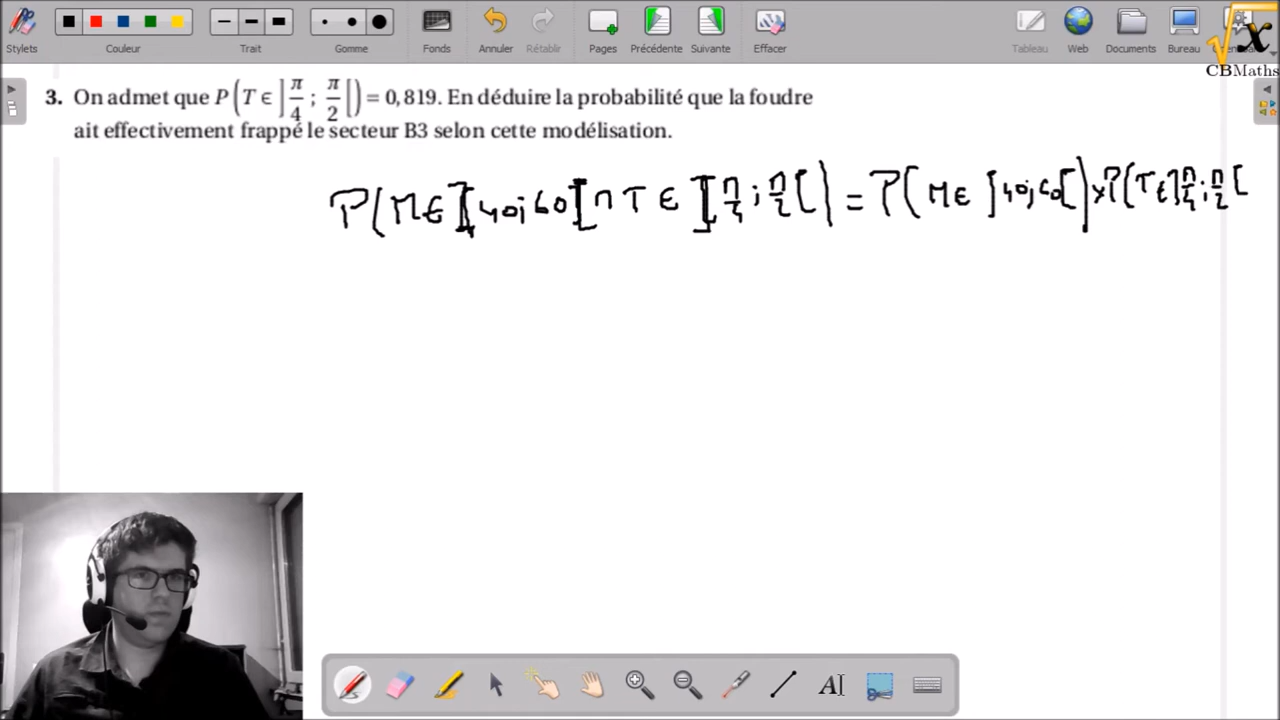 Stylets Couleur Trait Gomme Fonds Annuler Rétablir Pages Précédente Suivante Effacer Tableau Web Documents Bureau
CBMaths
3. On admet que P(T ∈ ]π/4 ; π/2[) = 0,819. En déduire la probabilité que la foudre
ait effectivement frappé le secteur B3 selon cette modélisation.
P(M ∈ ]40;60[ ∩ T ∈ ]π/4 ; π/2[) = P(M ∈ ]40;60[) × P(T ∈ ]π/4 ; π/2[